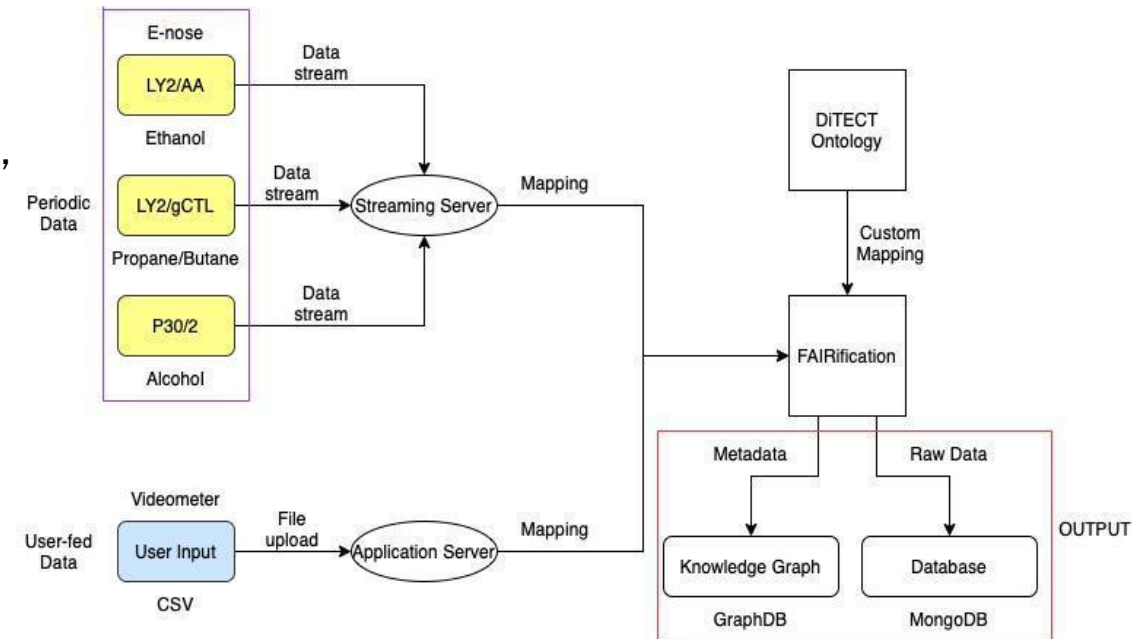 E-nose
LY2/AA
Ethanol
Data
stream
,
Periodic
Data
LY2/gCTL
Propane/Butane
Data
stream
Streaming Server
Mapping
P30/2
Alcohol
Data
stream
DiTECT
Ontology
Custom
Mapping
FAIRification
Videometer
User-fed
Data
User Input
CSV
File
upload
Application Server
Mapping
Metadata
Raw Data
OUTPUT
Knowledge Graph
Database
GraphDB
MongoDB